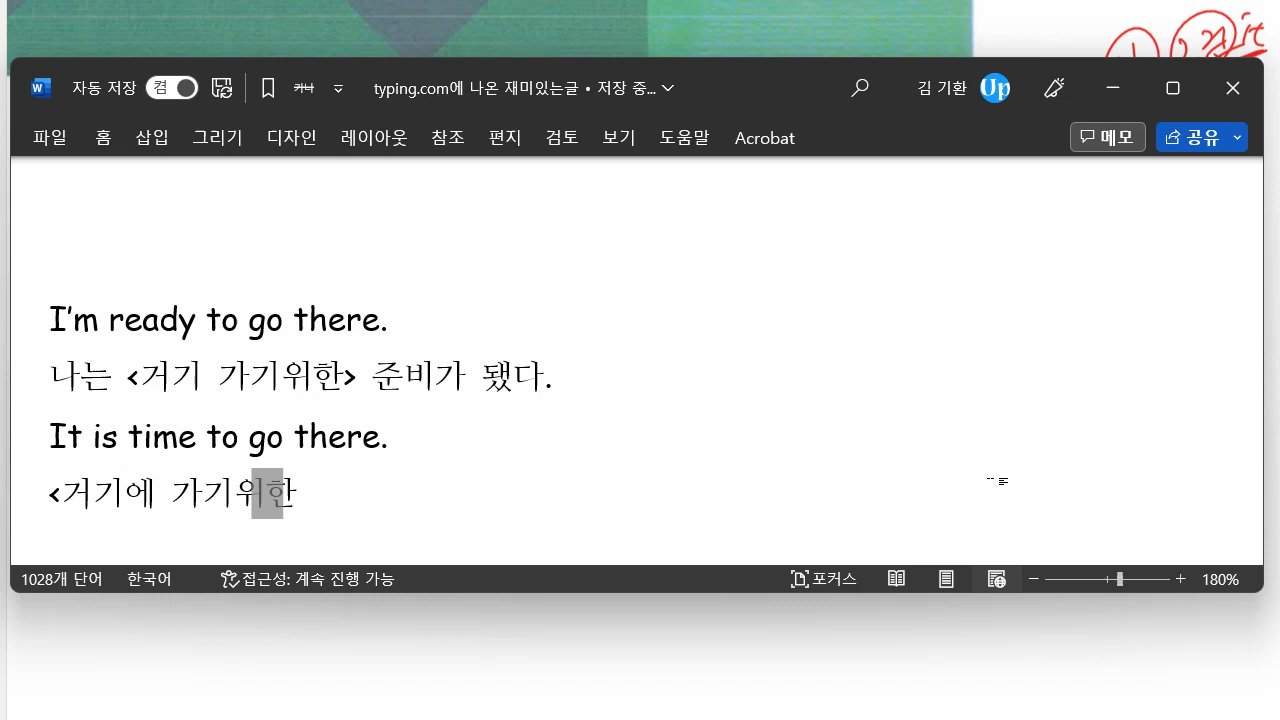 자동 저장 켬 가나 typing.com에 나온 재미있는글 • 저장 중... 김 기환 Up
파일 홈 삽입 그리기 디자인 레이아웃 참조 편지 검토 보기 도움말 Acrobat 메모 공유
I'm ready to go there.
나는 <거기 가기위한> 준비가 됐다.
It is time to go there.
<거기에 가기위한
1028개 단어 한국어 접근성: 계속 진행 가능 포커스 180%